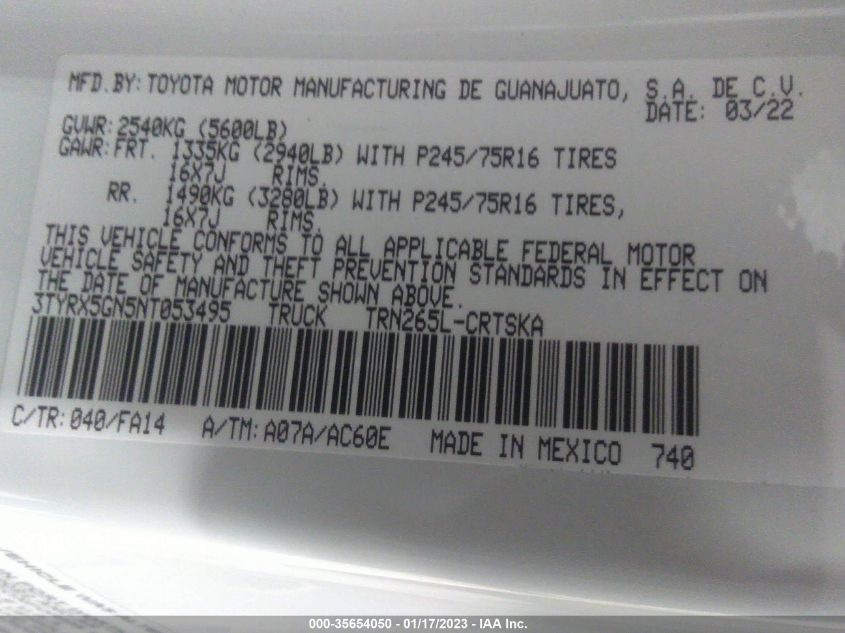 MFD.BY: TOYOTA MOTOR MANUFACTURING DE GUANAJUATO, S.A. DE C.V.
DATE: 03/22
GVWR: 2540KG (5600LB)
GAWR: FRT. 1335KG (2940LB) WITH P245/75R16 TIRES
16X7J RIMS.
RR. 1490KG (3280LB) WITH P245/75R16 TIRES,
16X7J RIMS.
THIS VEHICLE CONFORMS TO ALL APPLICABLE FEDERAL MOTOR
VEHICLE SAFETY AND THEFT PREVENTION STANDARDS IN EFFECT ON
THE DATE OF MANUFACTURE SHOWN ABOVE.
3TYRX5GN5NT053495 TRUCK TRN265L-CRTSKA
C/TR: 040/FA14 A/TM: A07A/AC60E MADE IN MEXICO 740
VEHICLE
000-35654050 - 01/17/2023 - IAA Inc.